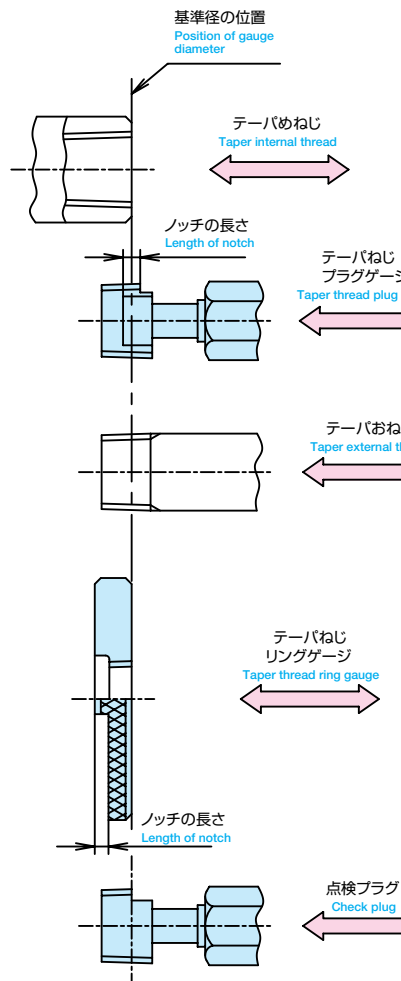 基準径の位置
Position of gauge
diameter
テーパめねじ
Taper internal thread
ノッチの長さ
Length of notch
テーパねじ
プラグゲージ
Taper thread plug
テーパおね
Taper external th
テーパねじ
リングゲージ
Taper thread ring gauge
ノッチの長さ
Length of notch
点検プラグ
Check plug